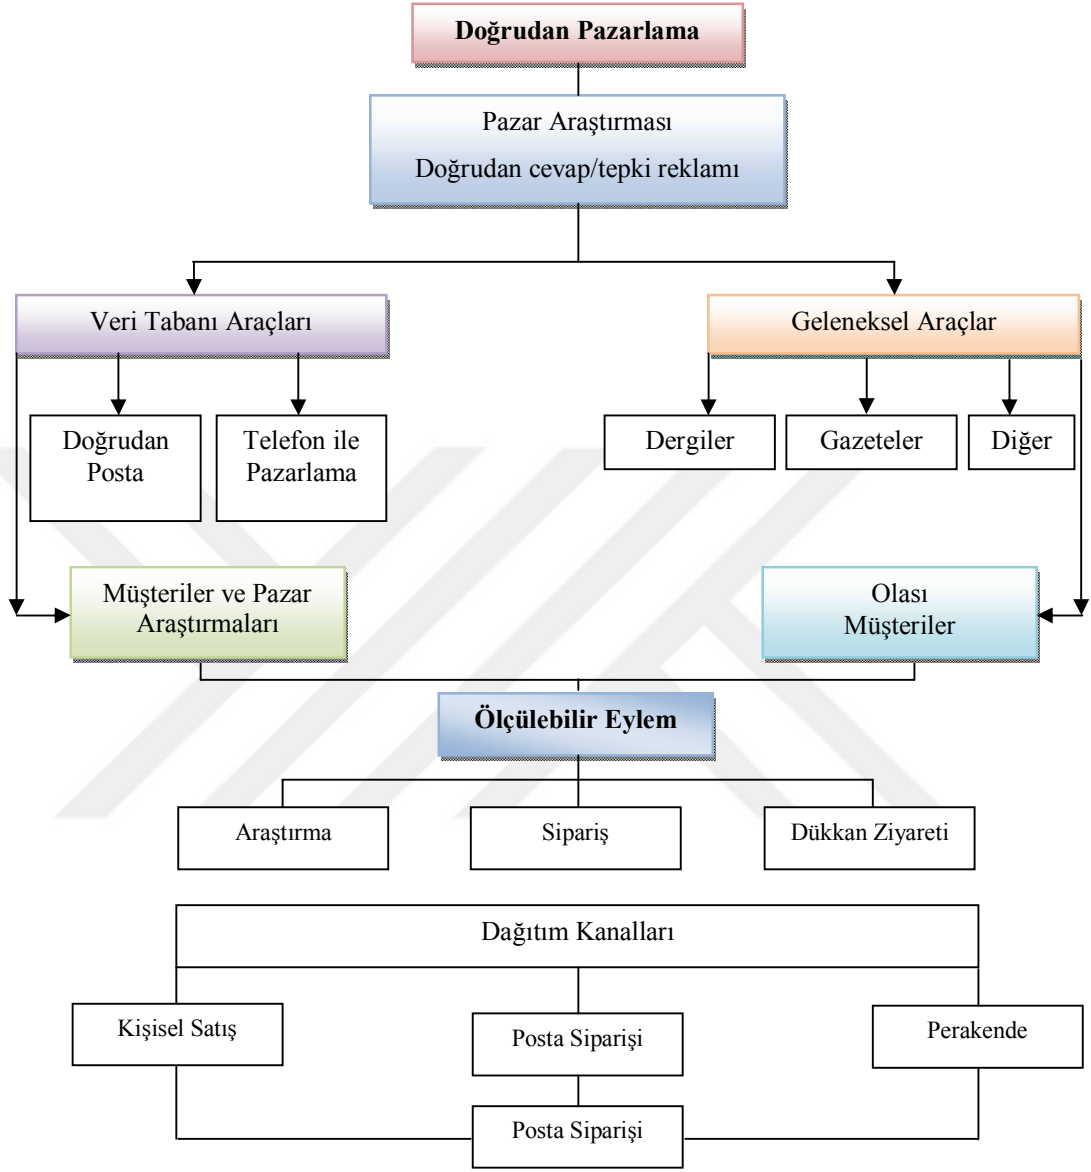 Doğrudan Pazarlama
Pazar Araştırması
Doğrudan cevap/tepki reklamı
Veri Tabanı Araçları
Geleneksel Araçlar
Doğrudan
Posta
Telefon ile
Pazarlama
Dergiler
Gazeteler
Diğer
Müşteriler ve Pazar
Araştırmaları
Olası
Müşteriler
Ölçülebilir Eylem
Araştırma
Sipariş
Dükkan Ziyareti
Dağıtım Kanalları
Kişisel Satış
Posta Siparişi
Perakende
Posta Siparişi